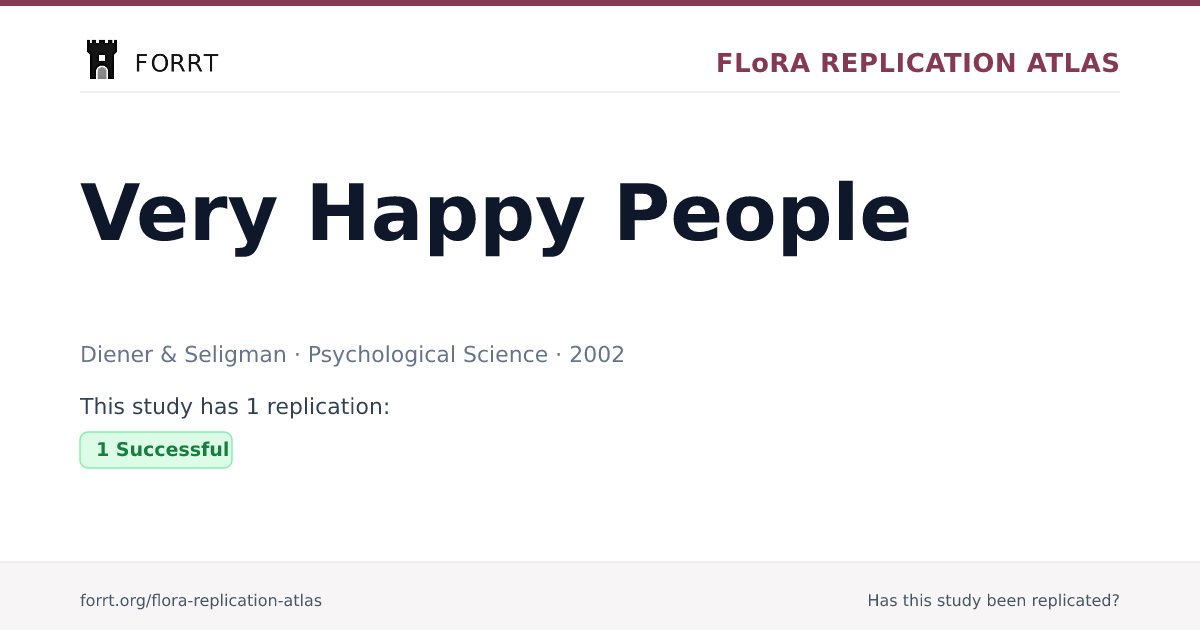 FORRT
FLoRA REPLICATION ATLAS
Very Happy People
Diener & Seligman · Psychological Science · 2002
This study has 1 replication:
1 Successful
forrt.org/flora-replication-atlas
Has this study been replicated?